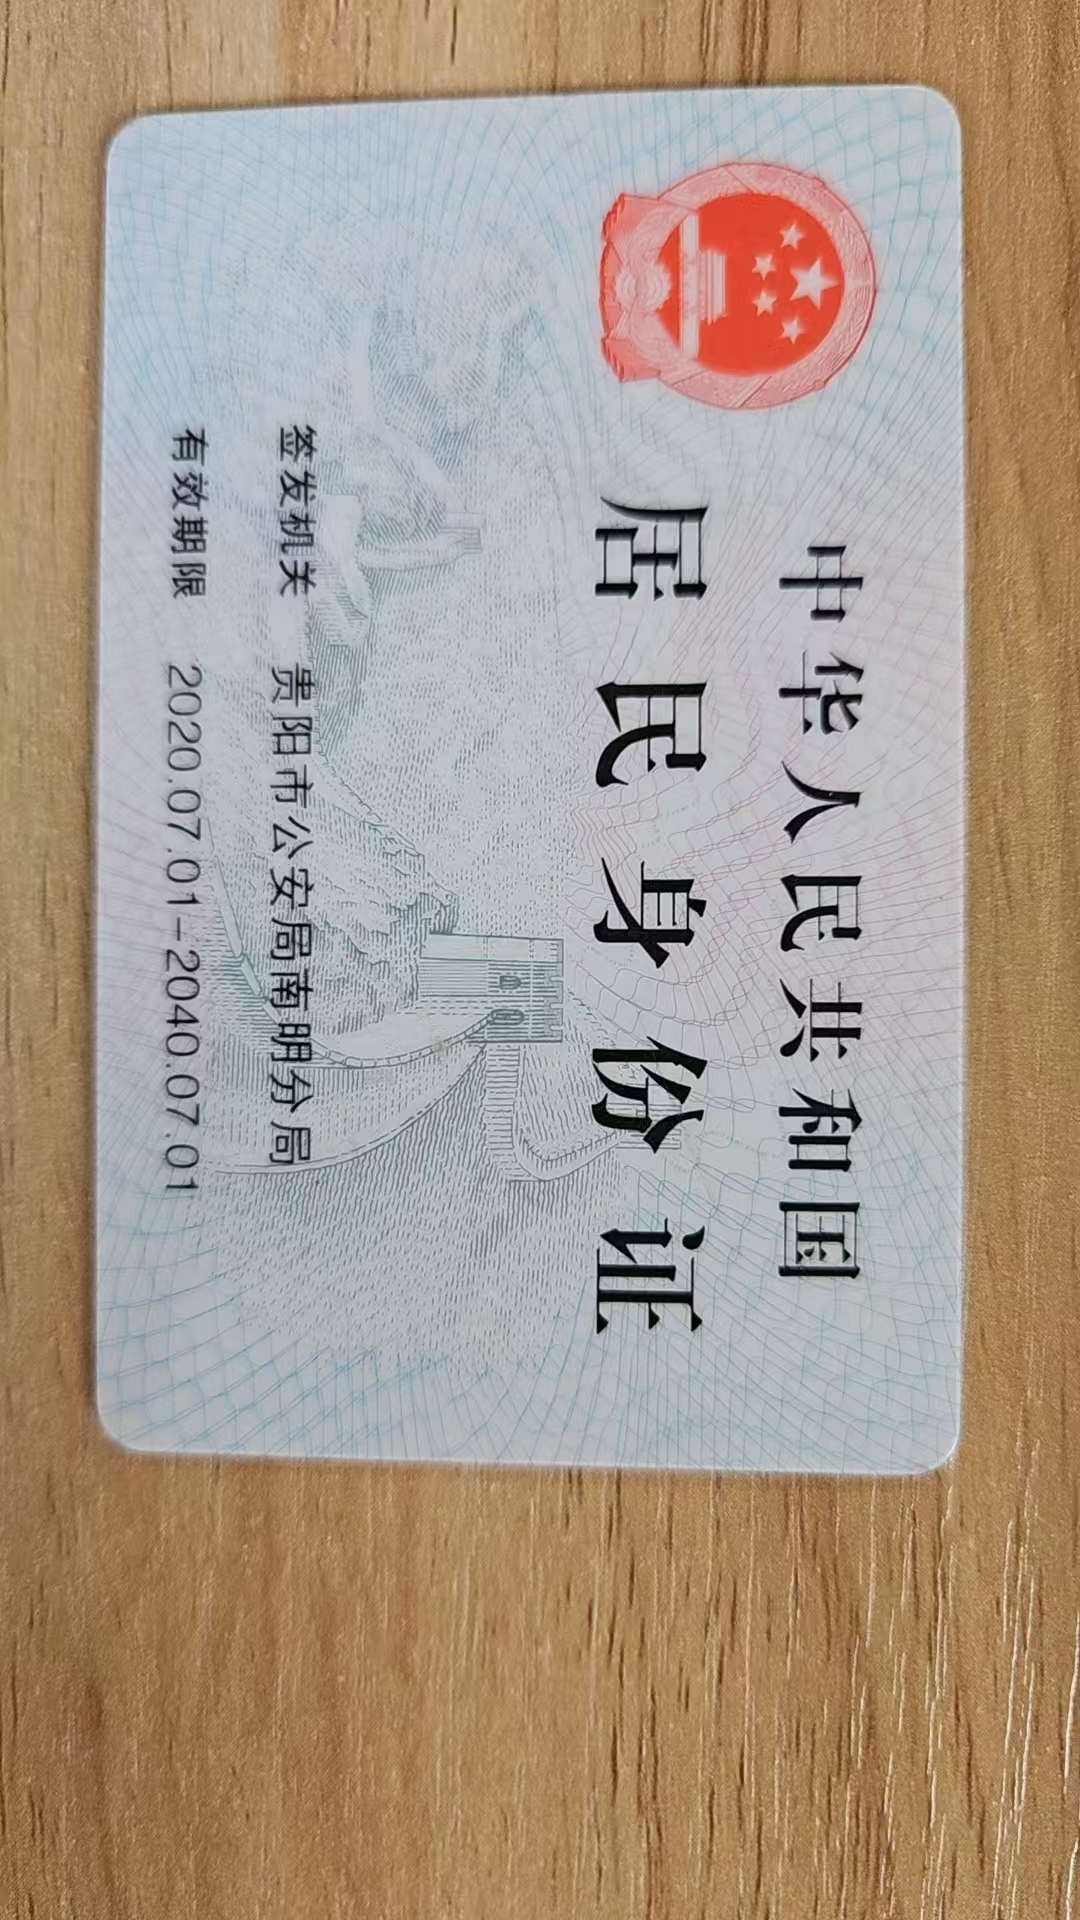 中华人民共和国
居民身份证
签发机关 贵阳市公安局南明分局
有效期限 2020.07.01-2040.07.01